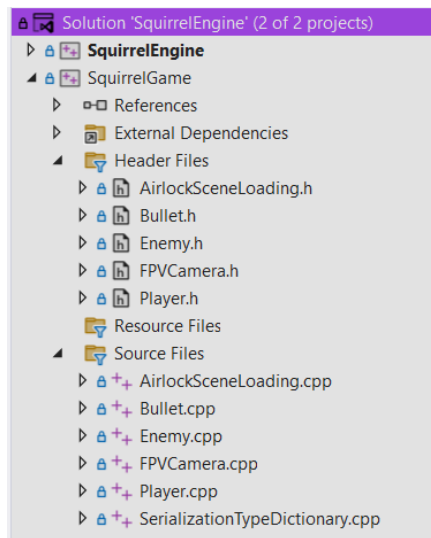 Solution 'SquirrelEngine' (2 of 2 projects)
SquirrelEngine
SquirrelGame
References
External Dependencies
Header Files
AirlockSceneLoading.h
Bullet.h
Enemy.h
FPVCamera.h
Player.h
Resource Files
Source Files
AirlockSceneLoading.cpp
Bullet.cpp
Enemy.cpp
FPVCamera.cpp
Player.cpp
SerializationTypeDictionary.cpp